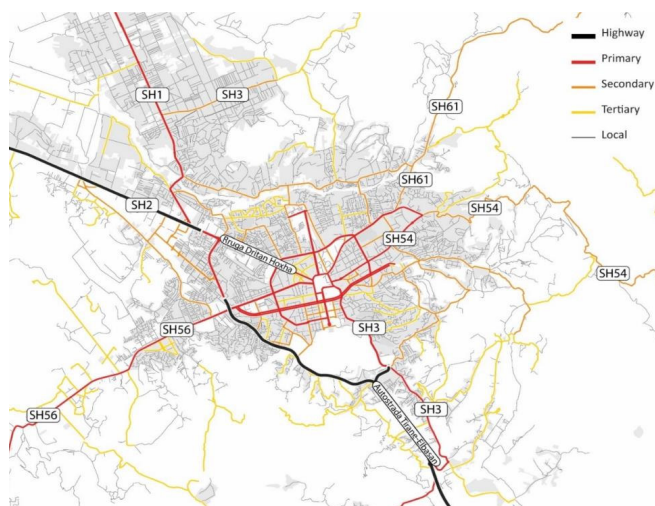 Highway
Primary
Secondary
Tertiary
Local
SH1
SH3
SH61
SH2
SH61
SH54
Rruga Dritan Hoxha
SH54
SH54
SH56
SH3
SH56
SH3
Autostrada Tirane-Elbasan